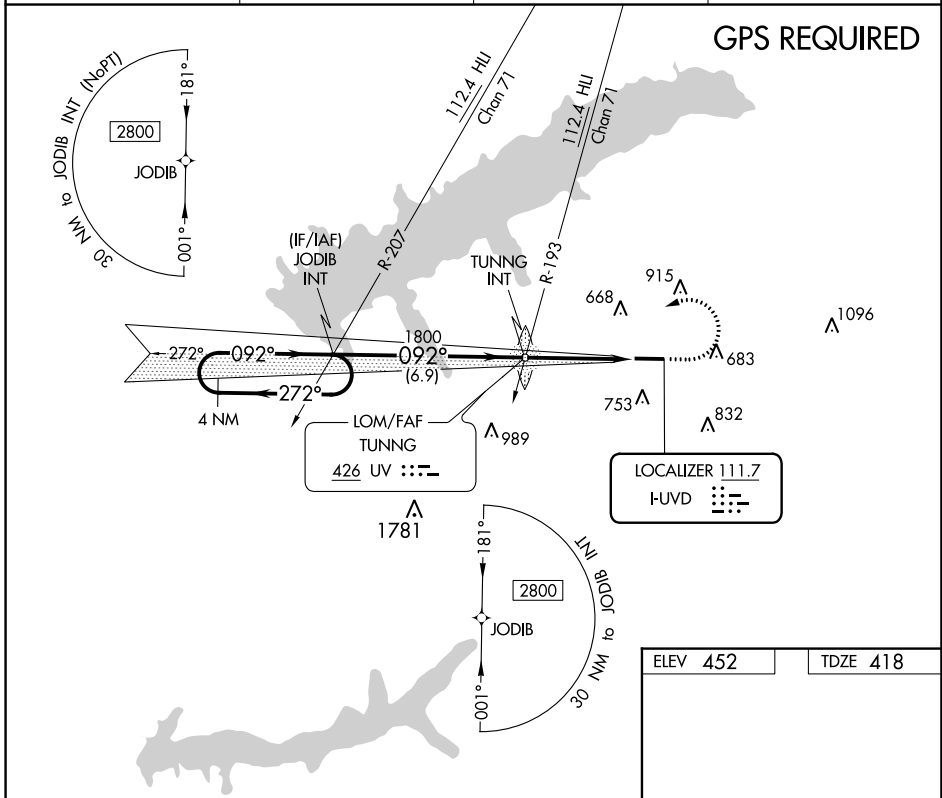 GPS REQUIRED
30 NM to JODIB INT (NoPT)
181°
2800
JODIB
001°
112.4 HLI
Chan 71
112.4 HLI
Chan 71
(IF/IAF)
JODIB
INT
R-207
TUNNG
INT
R-193
915
668
1096
1800
272°
092°
092°
(6.9)
683
272°
4 NM
753
832
LOM/FAF
TUNNG
426 UV
989
LOCALIZER 111.7
I-UVD
1781
181°
30 NM to JODIB INT
2800
JODIB
001°
ELEV 452
TDZE 418